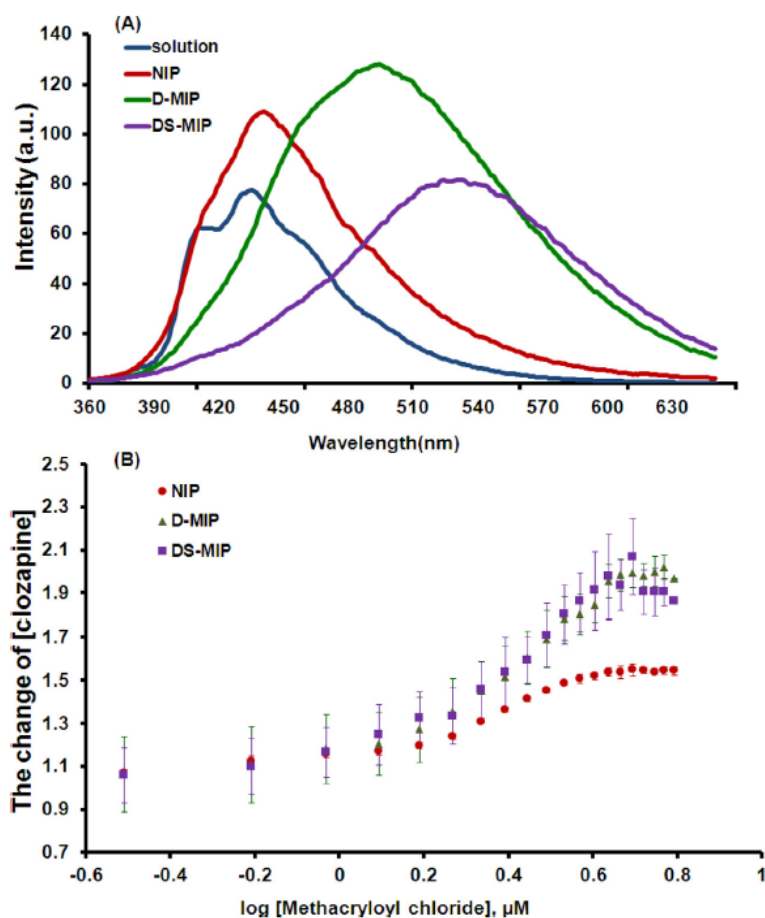 (A)
solution
NIP
D-MIP
DS-MIP
Intensity (a.u.)
140
120
100
80
60
40
20
0
360 390 420 450 480 510 540 570 600 630
Wavelength(nm)
(B)
NIP
D-MIP
DS-MIP
The change of [clozapine]
2.5
2.3
2.1
1.9
1.7
1.5
1.3
1.1
0.9
0.7
-0.6 -0.4 -0.2 0 0.2 0.4 0.6 0.8 1
log [Methacryloyl chloride], µM